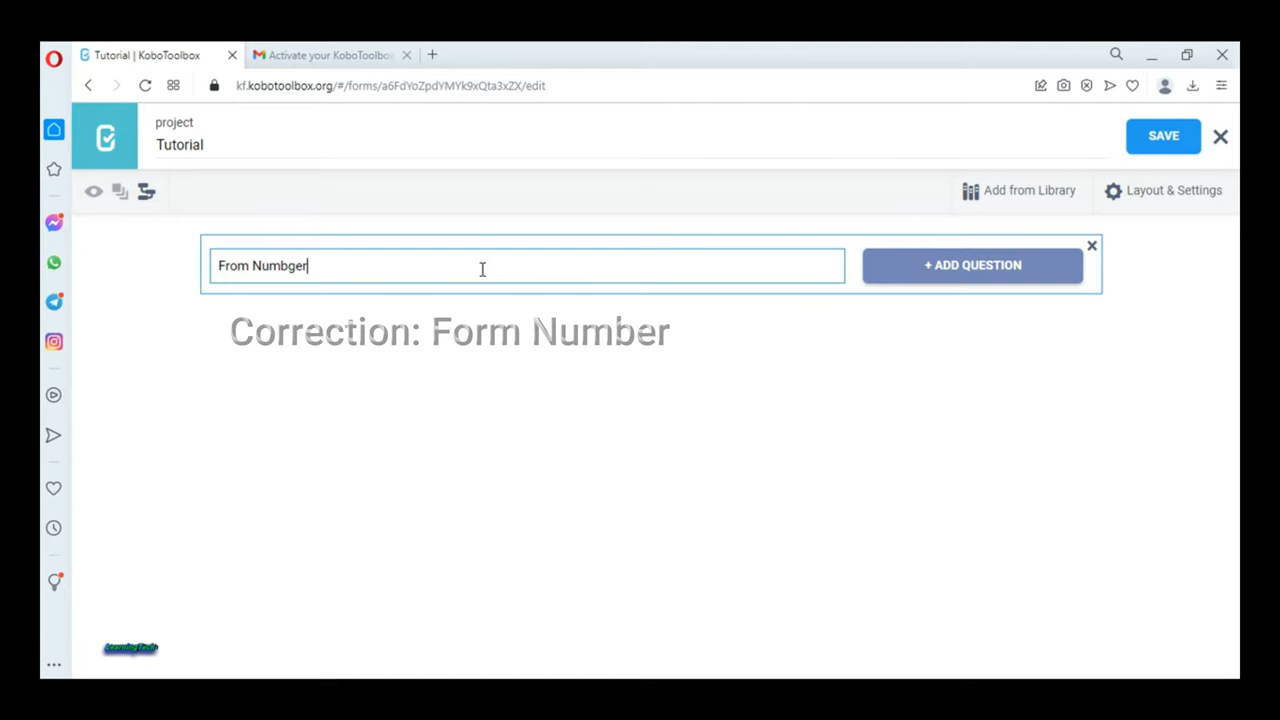 Tutorial | KoboToolbox
Activate your KoboToolbox
kf.kobotoolbox.org/#/forms/a6FdYoZpdYMYk9xQta3xZX/edit
project
Tutorial
SAVE
Add from Library
Layout & Settings
From Numbger
+ ADD QUESTION
Correction: Form Number
LearningTech